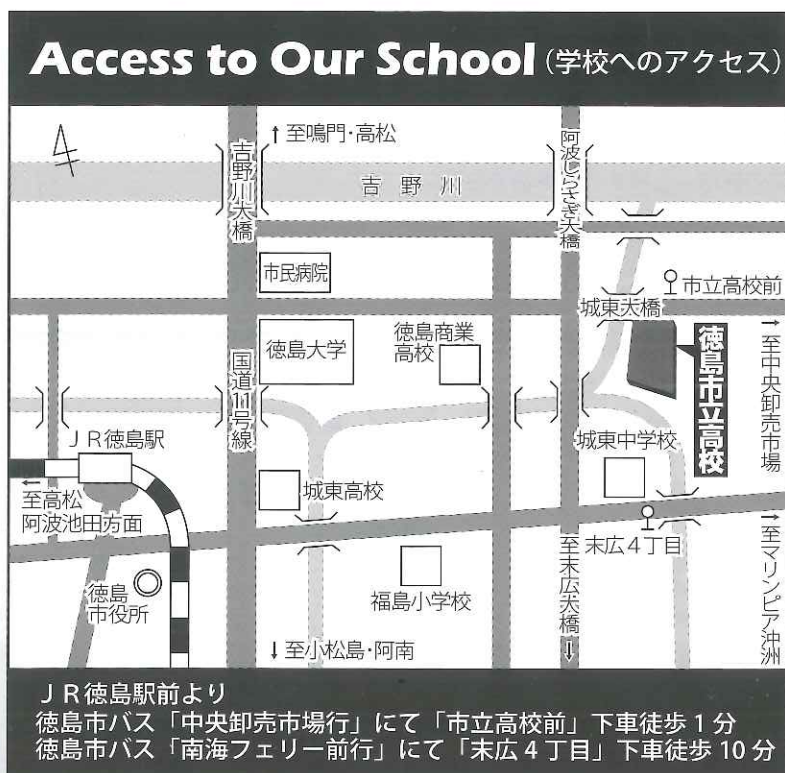 Access to Our School (学校へのアクセス)
至鳴門・高松
吉野川大橋
吉野川
阿波しらさぎ大橋
市民病院
市立高校前
城東大橋
徳島大学
徳島商業
高校
国道11号線
徳島市立高校
至中央卸売市場
JR徳島駅
城東中学校
至高松
阿波池田方面
城東高校
末広4丁目
徳島
市役所
福島小学校
至末広大橋
至マリンピア沖洲
至小松島・阿南
JR徳島駅前より
徳島市バス「中央卸売市場行」にて「市立高校前」下車徒歩1分
徳島市バス「南海フェリー前行」にて「末広4丁目」下車徒歩10分